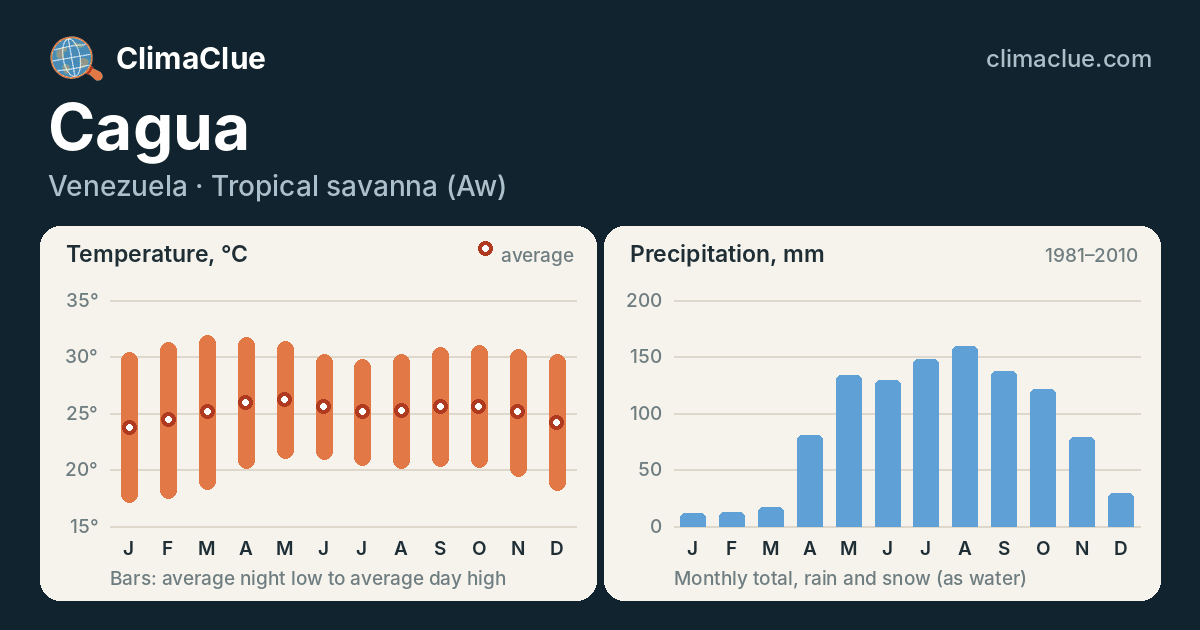 ClimaClue
climaclue.com
Cagua
Venezuela · Tropical savanna (Aw)
Temperature, °C
average
35°
30°
25°
20°
15°
J F M A M J J A S O N D
Bars: average night low to average day high
Precipitation, mm
1981–2010
200
150
100
50
0
J F M A M J J A S O N D
Monthly total, rain and snow (as water)